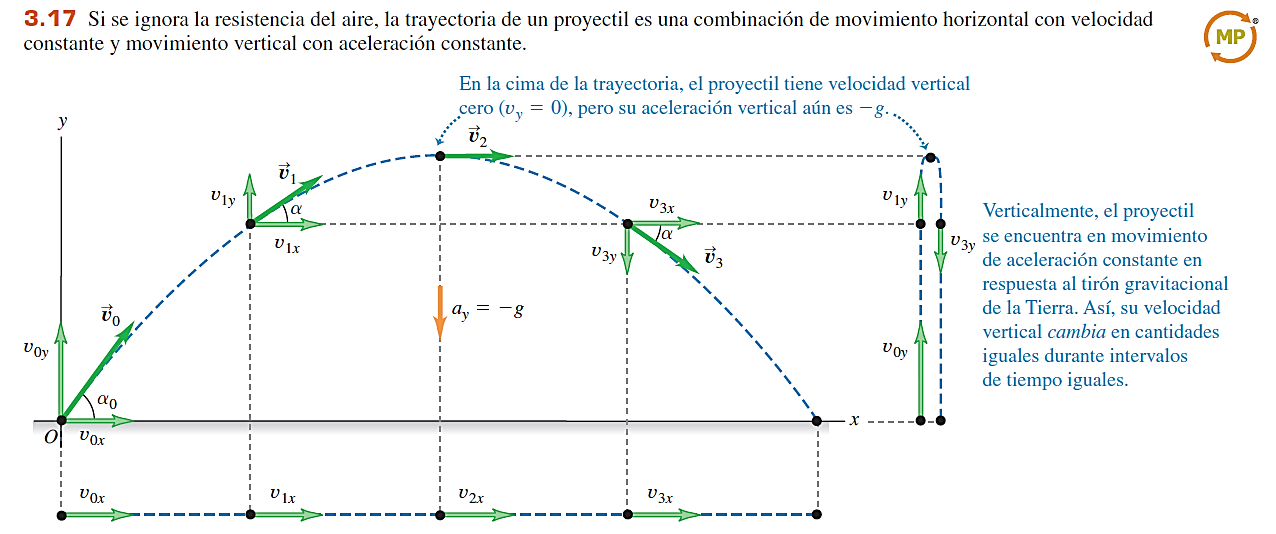 3.17 Si se ignora la resistencia del aire, la trayectoria de un proyectil es una combinación de movimiento horizontal con velocidad
constante y movimiento vertical con aceleración constante.
MP
®
En la cima de la trayectoria, el proyectil tiene velocidad vertical
cero (v_y = 0), pero su aceleración vertical aún es −g.
y
v⃗₂
v⃗₁
v₁y
α
v₁ₓ
v₃ₓ
α
v₃y
v⃗₃
v₁y
v₃y
Verticalmente, el proyectil
se encuentra en movimiento
de aceleración constante en
respuesta al tirón gravitacional
de la Tierra. Así, su velocidad
vertical cambia en cantidades
iguales durante intervalos
de tiempo iguales.
a_y = −g
v⃗₀
v₀y
α₀
v₀y
O
v₀ₓ
x
v₀ₓ
v₁ₓ
v₂ₓ
v₃ₓ